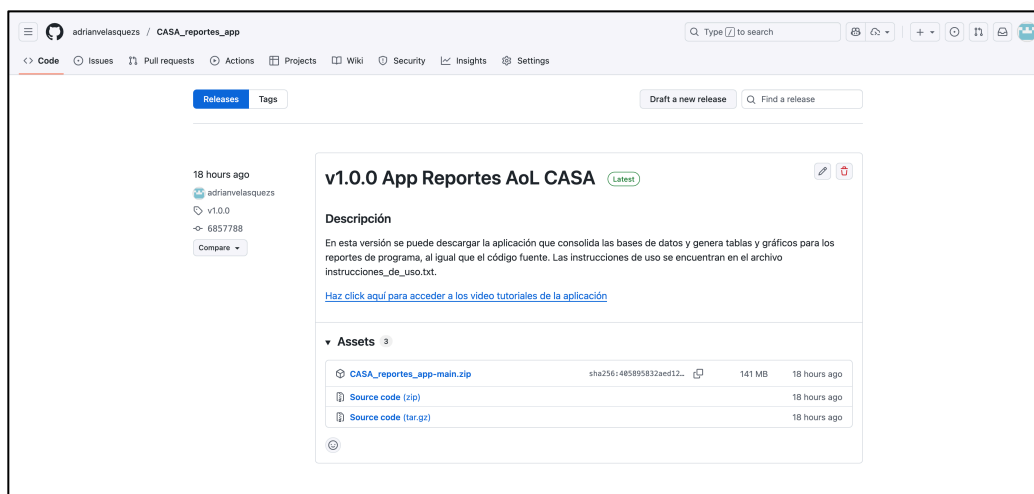 adrianvelasquezs / CASA_reportes_app
Type / to search
Code Issues Pull requests Actions Projects Wiki Security Insights Settings
Releases Tags
Draft a new release
Find a release
18 hours ago
adrianvelasquezs
v1.0.0
6857788
Compare
v1.0.0 App Reportes AoL CASA Latest
Descripción
En esta versión se puede descargar la aplicación que consolida las bases de datos y genera tablas y gráficos para los
reportes de programa, al igual que el código fuente. Las instrucciones de uso se encuentran en el archivo
instrucciones_de_uso.txt.
Haz click aquí para acceder a los video tutoriales de la aplicación
Assets 3
CASA_reportes_app-main.zip sha256:405895832aed12… 141 MB 18 hours ago
Source code (zip) 18 hours ago
Source code (tar.gz) 18 hours ago